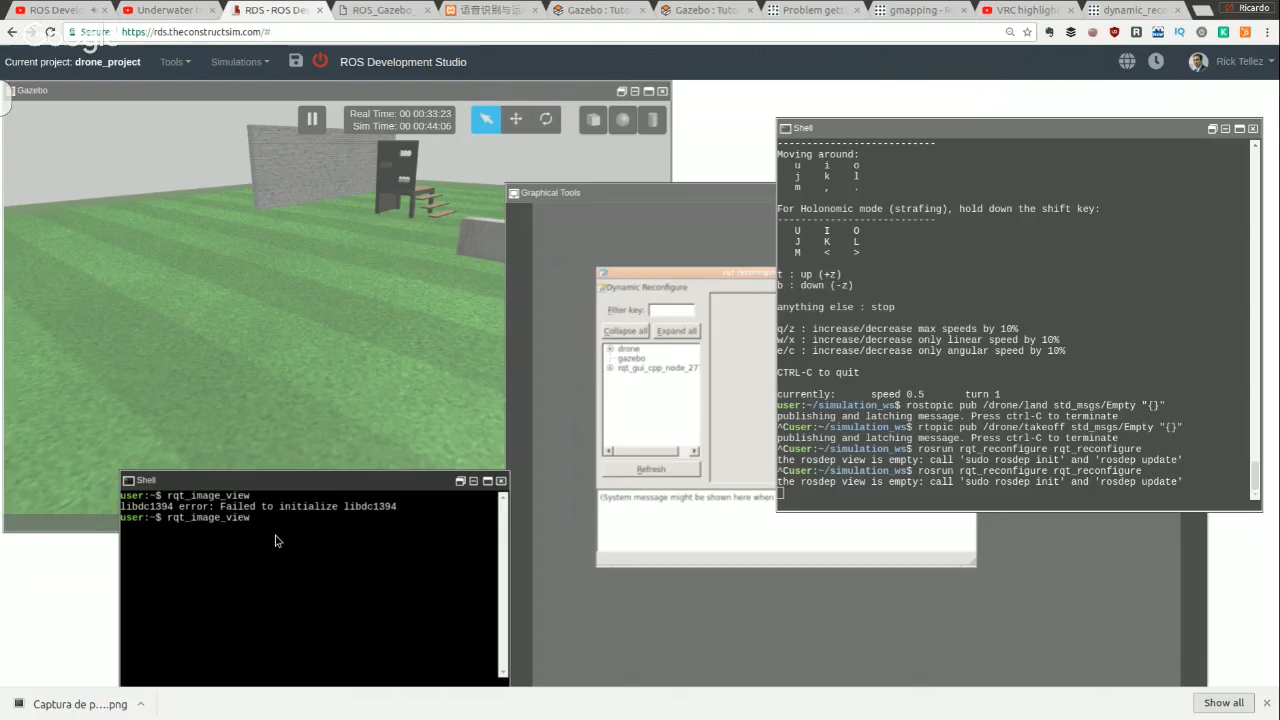 ROS Develo
Underwater t
RDS - ROS De
ROS_Gazebo_
语音识别与运
Gazebo : Tuto
Gazebo : Tuto
Problem gett
gmapping - R
VRC highligh
dynamic_reco
Ricardo
Google
Secure
https://rds.theconstructsim.com/#
Current project: drone_project
Tools
Simulations
ROS Development Studio
Rick Tellez
Gazebo
Real Time: 00 00:33:23
Sim Time: 00 00:44:06
Graphical Tools
Dynamic Reconfigure
Filter key:
Collapse all
Expand all
drone
gazebo
rqt_gui_cpp_node_27
Refresh
(System message might be shown here when
Shell
---------------------------
Moving around:
u i o
j k l
m , .
For Holonomic mode (strafing), hold down the shift key:
---------------------------
U I O
J K L
M < >
t : up (+z)
b : down (-z)
anything else : stop
q/z : increase/decrease max speeds by 10%
w/x : increase/decrease only linear speed by 10%
e/c : increase/decrease only angular speed by 10%
CTRL-C to quit
currently: speed 0.5 turn 1
user:~/simulation_ws$ rostopic pub /drone/land std_msgs/Empty "{}"
publishing and latching message. Press ctrl-C to terminate
^Cuser:~/simulation_ws$ rtopic pub /drone/takeoff std_msgs/Empty "{}"
publishing and latching message. Press ctrl-C to terminate
^Cuser:~/simulation_ws$ rosrun rqt_reconfigure rqt_reconfigure
the rosdep view is empty: call 'sudo rosdep init' and 'rosdep update'
^Cuser:~/simulation_ws$ rosrun rqt_reconfigure rqt_reconfigure
the rosdep view is empty: call 'sudo rosdep init' and 'rosdep update'
Shell
user:~$ rqt_image_view
libdc1394 error: Failed to initialize libdc1394
user:~$ rqt_image_view
Captura de p....png
Show all